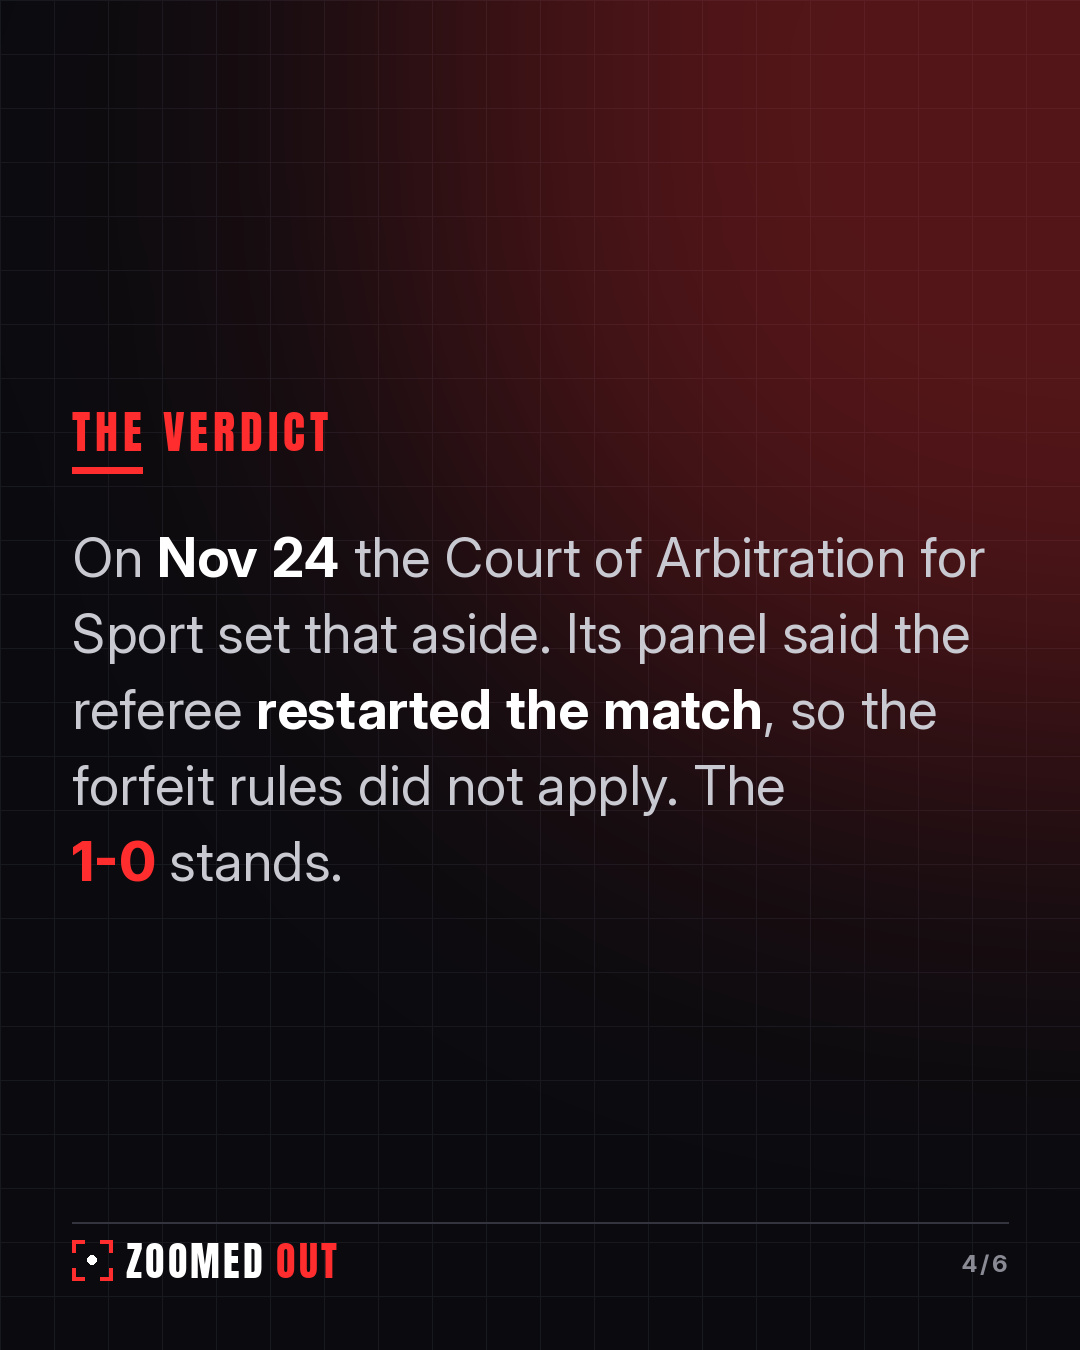 THE VERDICT
On Nov 24 the Court of Arbitration for
Sport set that aside. Its panel said the
referee restarted the match, so the
forfeit rules did not apply. The
1-0 stands.
ZOOMED OUT
4/6